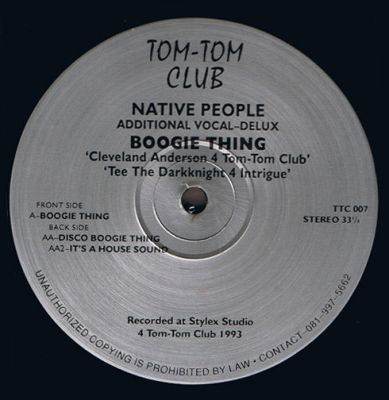 TOM-TOM
CLUB
NATIVE PEOPLE
ADDITIONAL VOCAL–DELUX
BOOGIE THING
'Cleveland Anderson 4 Tom-Tom Club'
'Tee The Darkknight 4 Intrigue'
FRONT SIDE
A–BOOGIE THING
BACK SIDE
AA–DISCO BOOGIE THING
AA2–IT'S A HOUSE SOUND
TTC 007
STEREO 33⅓
Recorded at Stylex Studio
4 Tom-Tom Club 1993
UNAUTHORIZED COPYING IS PROHIBITED BY LAW • CONTACT–081-997-5662